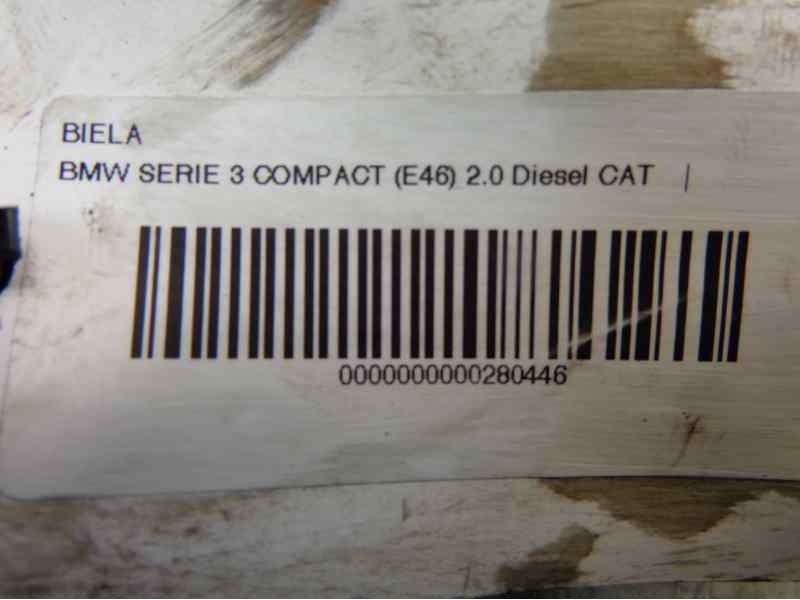 BIELA
BMW SERIE 3 COMPACT (E46) 2.0 Diesel CAT |
0000000000280446